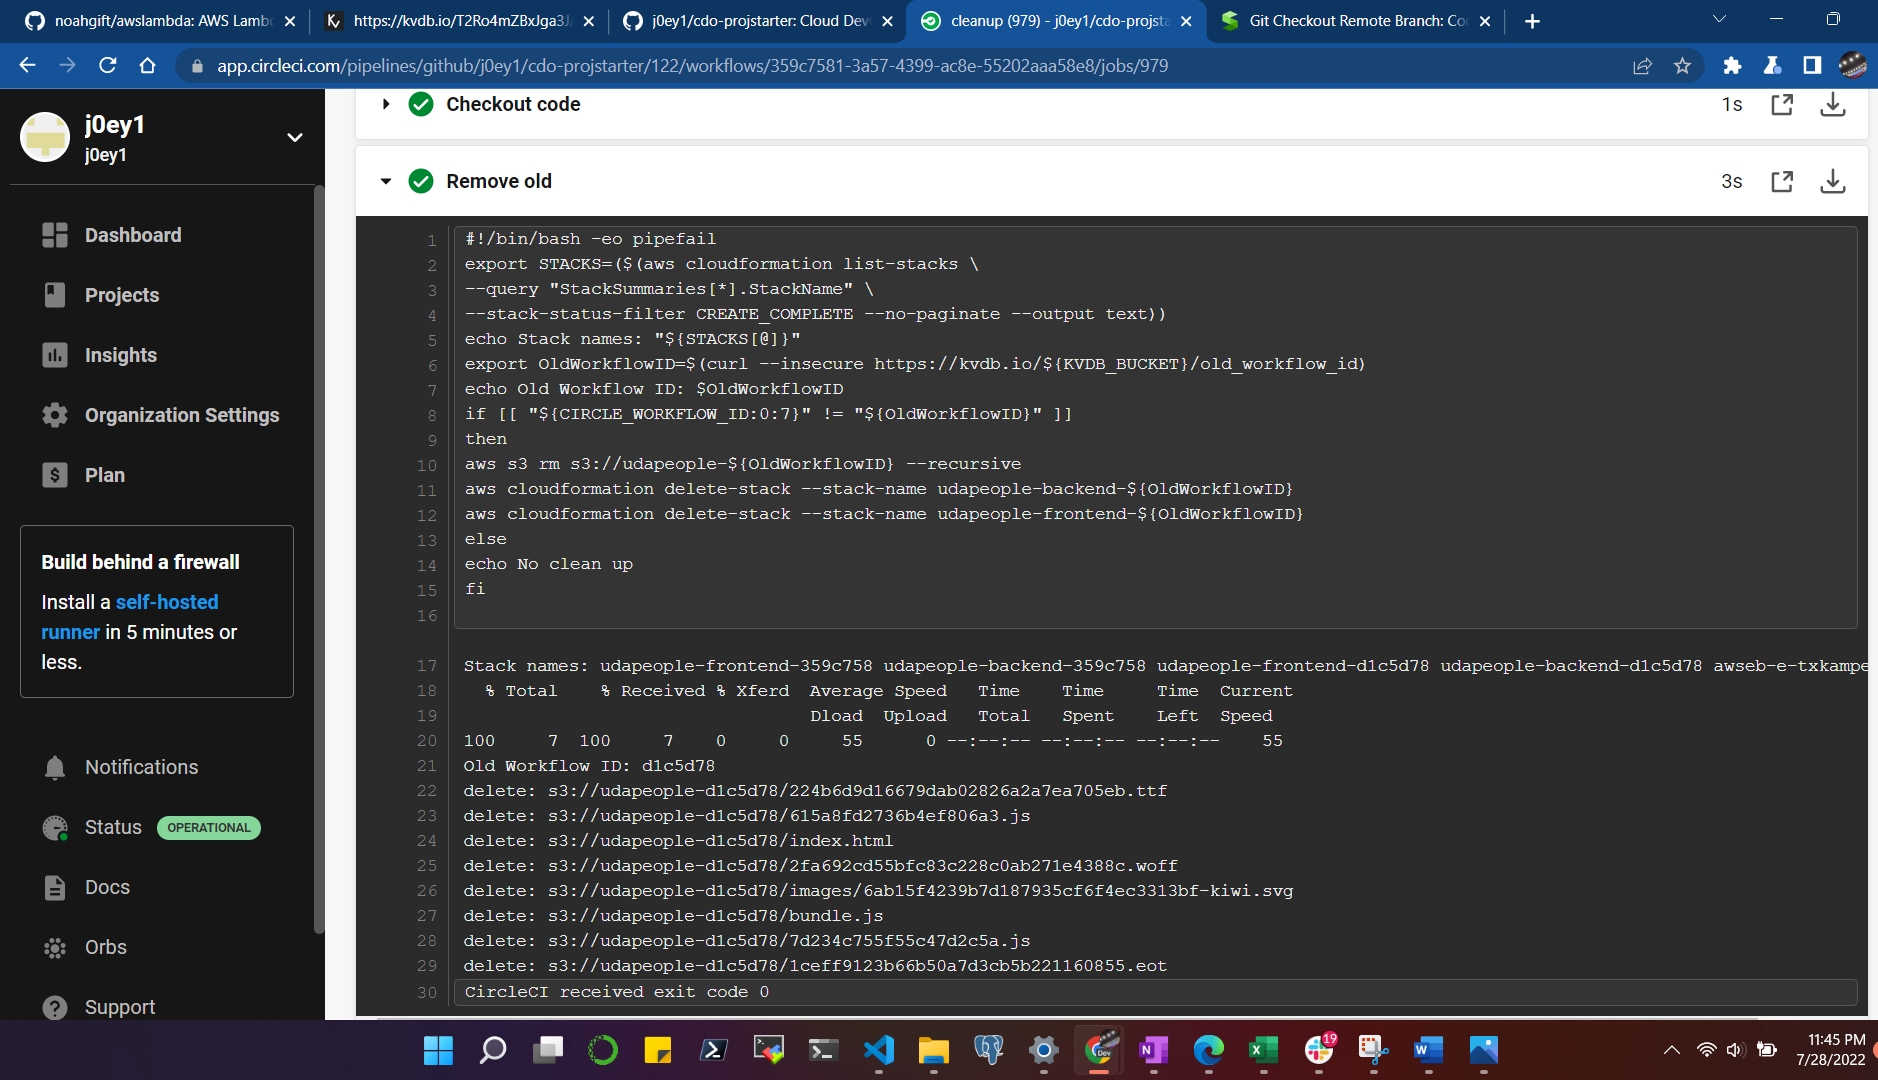 noahgift/awslambda: AWS Lambd
https://kvdb.io/T2Ro4mZBxJga3J
j0ey1/cdo-projstarter: Cloud Dev
cleanup (979) - j0ey1/cdo-projsta
Git Checkout Remote Branch: Co
app.circleci.com/pipelines/github/j0ey1/cdo-projstarter/122/workflows/359c7581-3a57-4399-ac8e-55202aaa58e8/jobs/979
j0ey1
j0ey1
Dashboard
Projects
Insights
Organization Settings
Plan
Build behind a firewall
Install a self-hosted
runner in 5 minutes or
less.
Notifications
Status OPERATIONAL
Docs
Orbs
Support
Checkout code 1s
Remove old 3s
1 #!/bin/bash -eo pipefail
2 export STACKS=($(aws cloudformation list-stacks \
3 --query "StackSummaries[*].StackName" \
4 --stack-status-filter CREATE_COMPLETE --no-paginate --output text))
5 echo Stack names: "${STACKS[@]}"
6 export OldWorkflowID=$(curl --insecure https://kvdb.io/${KVDB_BUCKET}/old_workflow_id)
7 echo Old Workflow ID: $OldWorkflowID
8 if [[ "${CIRCLE_WORKFLOW_ID:0:7}" != "${OldWorkflowID}" ]]
9 then
10 aws s3 rm s3://udapeople-${OldWorkflowID} --recursive
11 aws cloudformation delete-stack --stack-name udapeople-backend-${OldWorkflowID}
12 aws cloudformation delete-stack --stack-name udapeople-frontend-${OldWorkflowID}
13 else
14 echo No clean up
15 fi
16
17 Stack names: udapeople-frontend-359c758 udapeople-backend-359c758 udapeople-frontend-d1c5d78 udapeople-backend-d1c5d78 awseb-e-txkampe
18 % Total % Received % Xferd Average Speed Time Time Time Current
19 Dload Upload Total Spent Left Speed
20 100 7 100 7 0 0 55 0 --:--:-- --:--:-- --:--:-- 55
21 Old Workflow ID: d1c5d78
22 delete: s3://udapeople-d1c5d78/224b6d9d16679dab02826a2a7ea705eb.ttf
23 delete: s3://udapeople-d1c5d78/615a8fd2736b4ef806a3.js
24 delete: s3://udapeople-d1c5d78/index.html
25 delete: s3://udapeople-d1c5d78/2fa692cd55bfc83c228c0ab271e4388c.woff
26 delete: s3://udapeople-d1c5d78/images/6ab15f4239b7d187935cf6f4ec3313bf-kiwi.svg
27 delete: s3://udapeople-d1c5d78/bundle.js
28 delete: s3://udapeople-d1c5d78/7d234c755f55c47d2c5a.js
29 delete: s3://udapeople-d1c5d78/1ceff9123b66b50a7d3cb5b221160855.eot
30 CircleCI received exit code 0
Dev
19
11:45 PM
7/28/2022